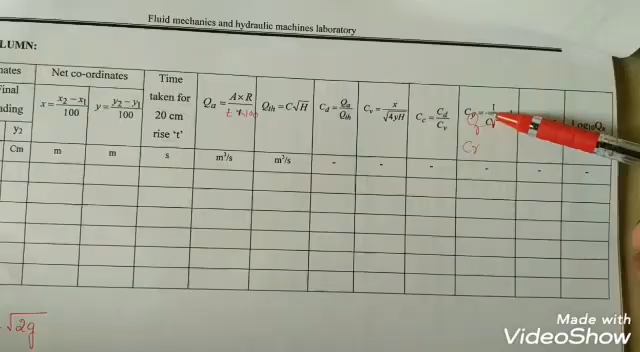 Fluid mechanics and hydraulic machines laboratory
LUMN:
nates
Net co-ordinates
Time
taken for
20 cm
rise 't'
Final
ding
x = x₂ − x₁ / 100
y = y₂ − y₁ / 100
Qₐ = A × R / t
Qth = C√H
Cd = Qₐ / Qth
Cv = x / √4yH
Cc = Cd / Cv
Log₁₀Qₐ
y₂
Cm
m
m
s
m³/s
m³/s
-
-
-
-
-
-
√2g
Made with
VideoShow